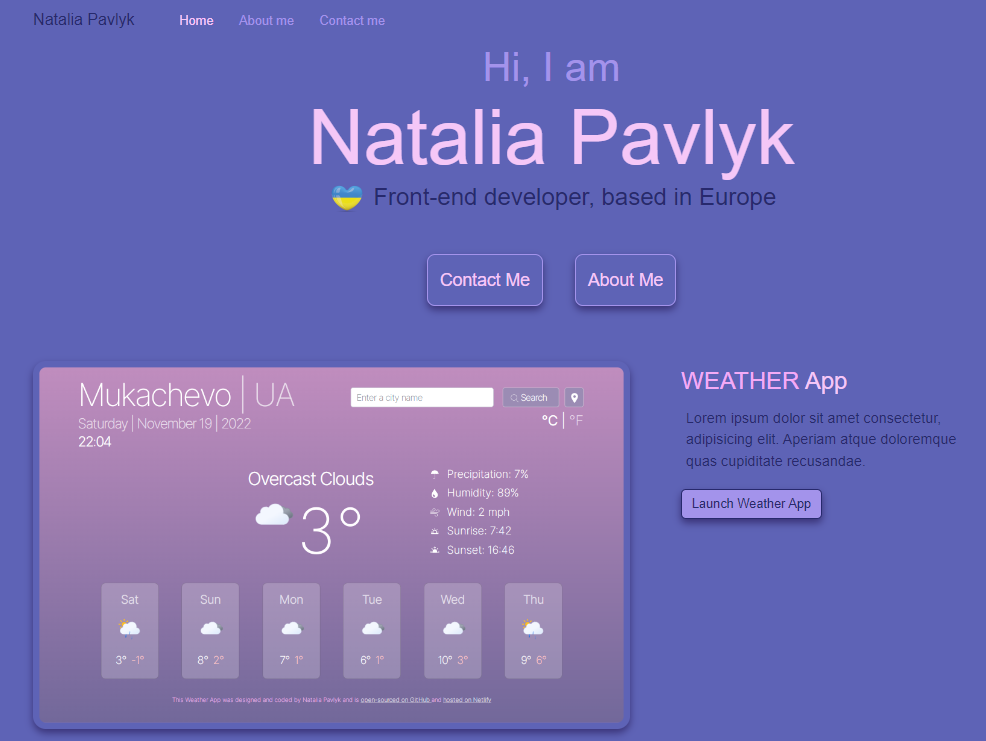 Natalia Pavlyk Home About me Contact me
Hi, I am
Natalia Pavlyk
Front-end developer, based in Europe
Contact Me About Me
Mukachevo | UA
Saturday | November 19 | 2022
22:04
Enter a city name Search
°C | °F
Overcast Clouds
3°
Precipitation: 7%
Humidity: 89%
Wind: 2 mph
Sunrise: 7:42
Sunset: 16:46
Sat Sun Mon Tue Wed Thu
3° -1° 8° 2° 7° 1° 6° 1° 10° 3° 9° 6°
This Weather App was designed and coded by Natalia Pavlyk and is open-sourced on GitHub and hosted on Netlify
WEATHER App
Lorem ipsum dolor sit amet consectetur,
adipisicing elit. Aperiam atque doloremque
quas cupiditate recusandae.
Launch Weather App